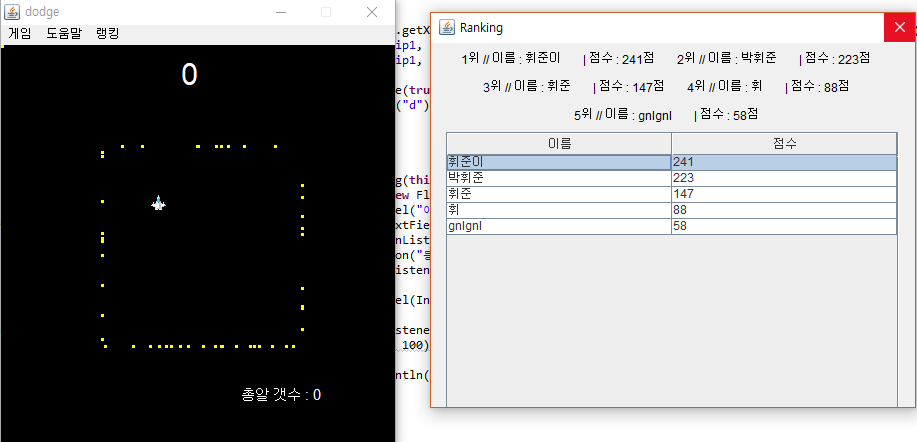 dodge
게임 도움말 랭킹
0
총알 갯수 : 0
.getX
ip1,
ip1,
e(tru
("d")
g(thi
ew Fl
el("이
xtFie
nList
on("등
isten
el(In
stene
100)
ntln(
Ranking
1위 // 이름 : 휘준이 | 점수 : 241점 2위 // 이름 : 박휘준 | 점수 : 223점
3위 // 이름 : 휘준 | 점수 : 147점 4위 // 이름 : 휘 | 점수 : 88점
5위 // 이름 : gnlgnl | 점수 : 58점
이름 점수
휘준이 241
박휘준 223
휘준 147
휘 88
gnlgnl 58